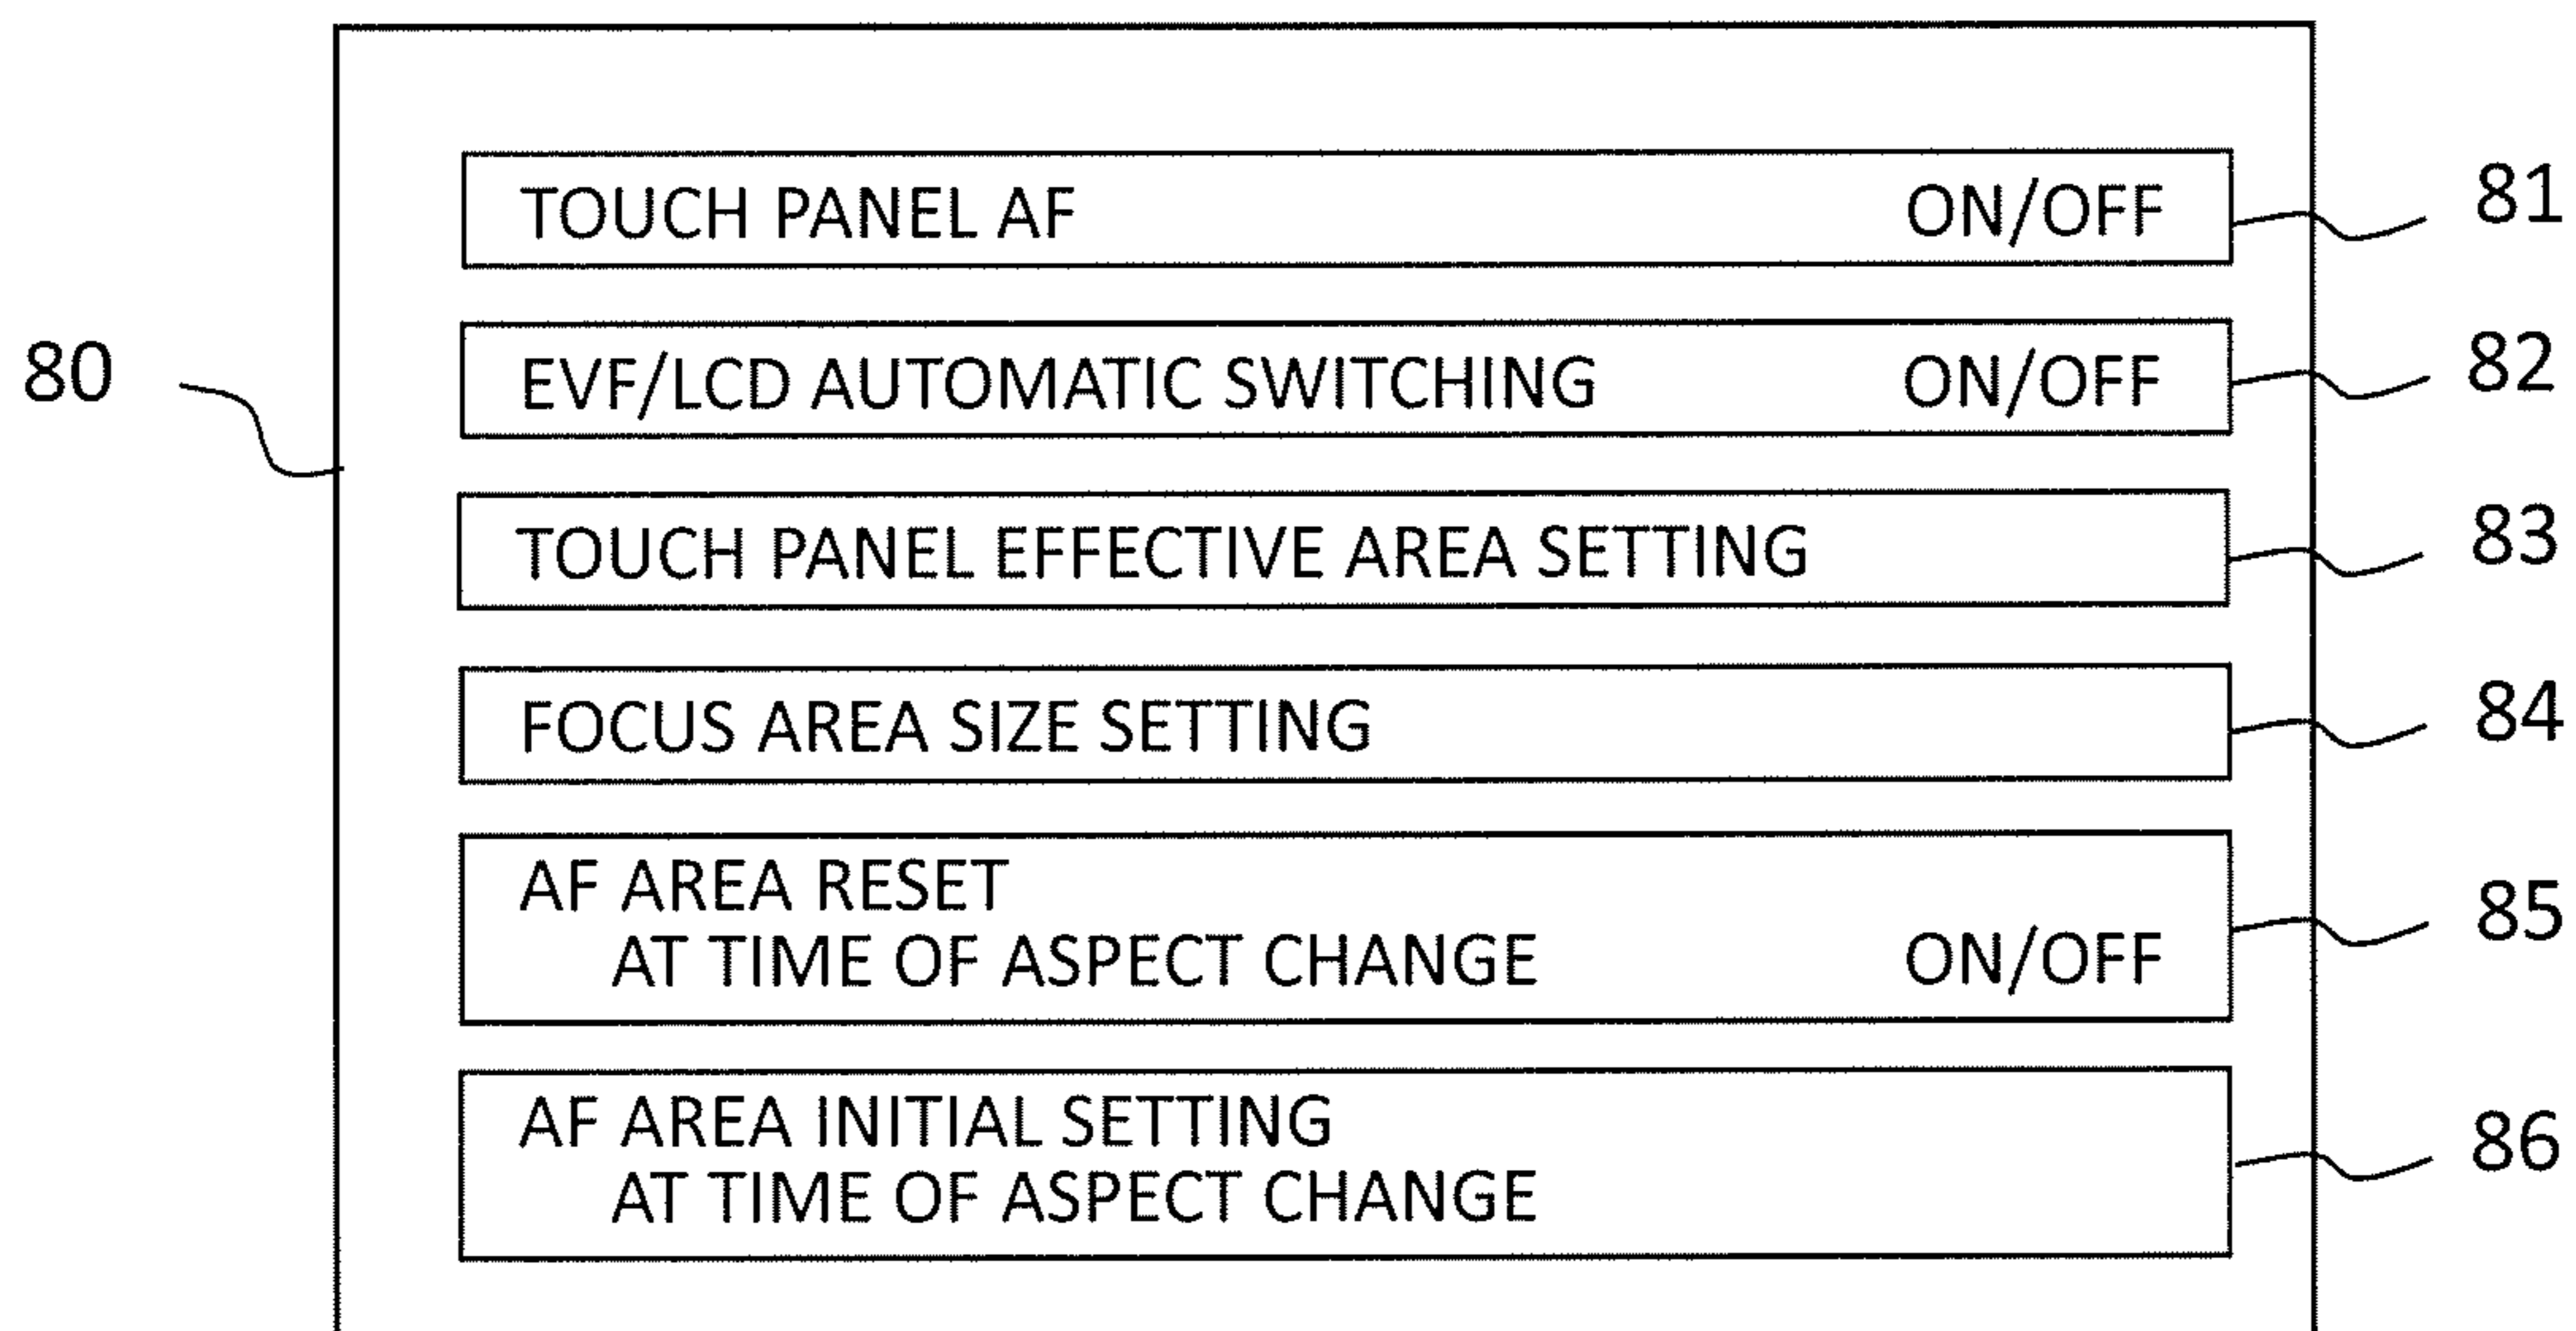 TOUCH PANEL AF ON/OFF 81
80
EVF/LCD AUTOMATIC SWITCHING ON/OFF 82
TOUCH PANEL EFFECTIVE AREA SETTING 83
FOCUS AREA SIZE SETTING 84
AF AREA RESET
AT TIME OF ASPECT CHANGE ON/OFF 85
AF AREA INITIAL SETTING
AT TIME OF ASPECT CHANGE 86